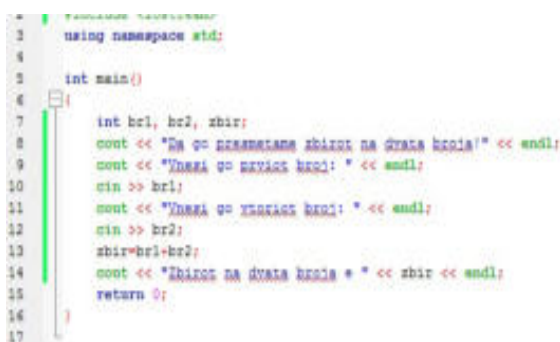 2 #include <iostream>
3 using namespace std;
4
5 int main()
6 {
7 int br1, br2, zbir;
8 cout << "Da go presmetame zbirot na dvata broja!" << endl;
9 cout << "Vnesi go prviot broj: " << endl;
10 cin >> br1;
11 cout << "Vnesi go vtoriot broj: " << endl;
12 cin >> br2;
13 zbir=br1+br2;
14 cout << "Zbirot na dvata broja e " << zbir << endl;
15 return 0;
16 }
17